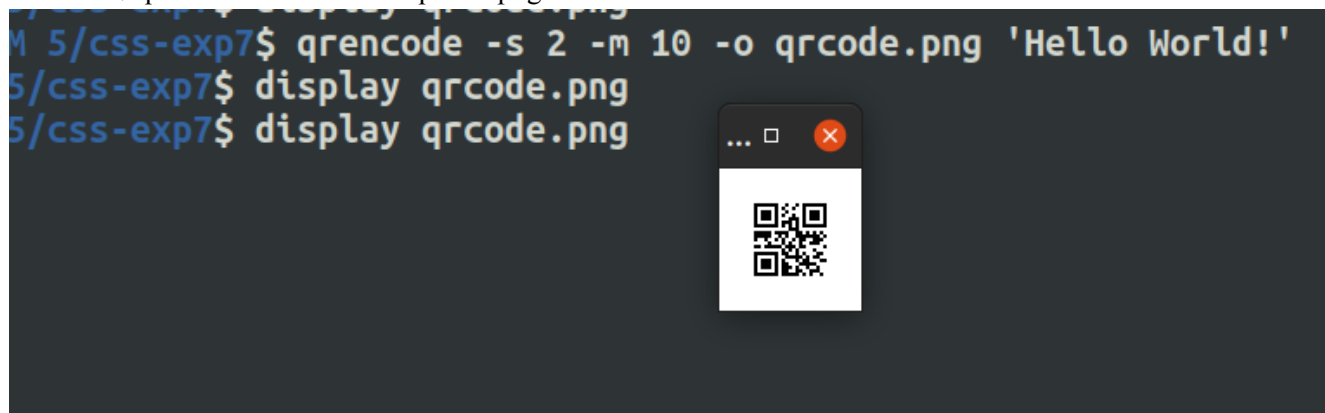 M 5/css-exp7$ qrencode -s 2 -m 10 -o qrcode.png 'Hello World!'
5/css-exp7$ display qrcode.png
5/css-exp7$ display qrcode.png
...